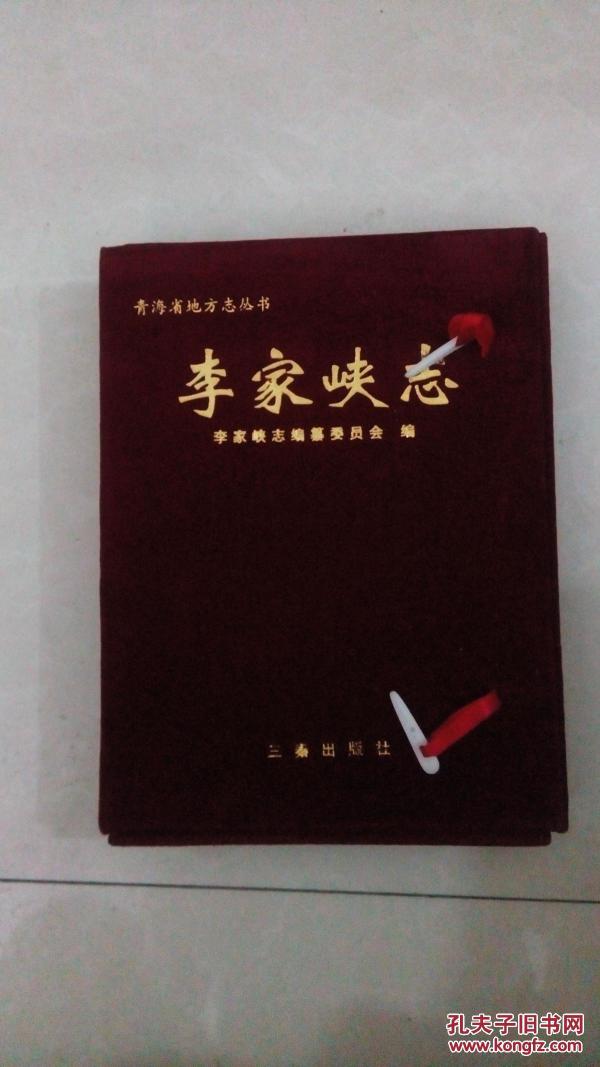 青海省地方志丛书
李家峡志
李家峡志编纂委员会 编
三秦出版社
孔夫子旧书网
www.kongfz.com